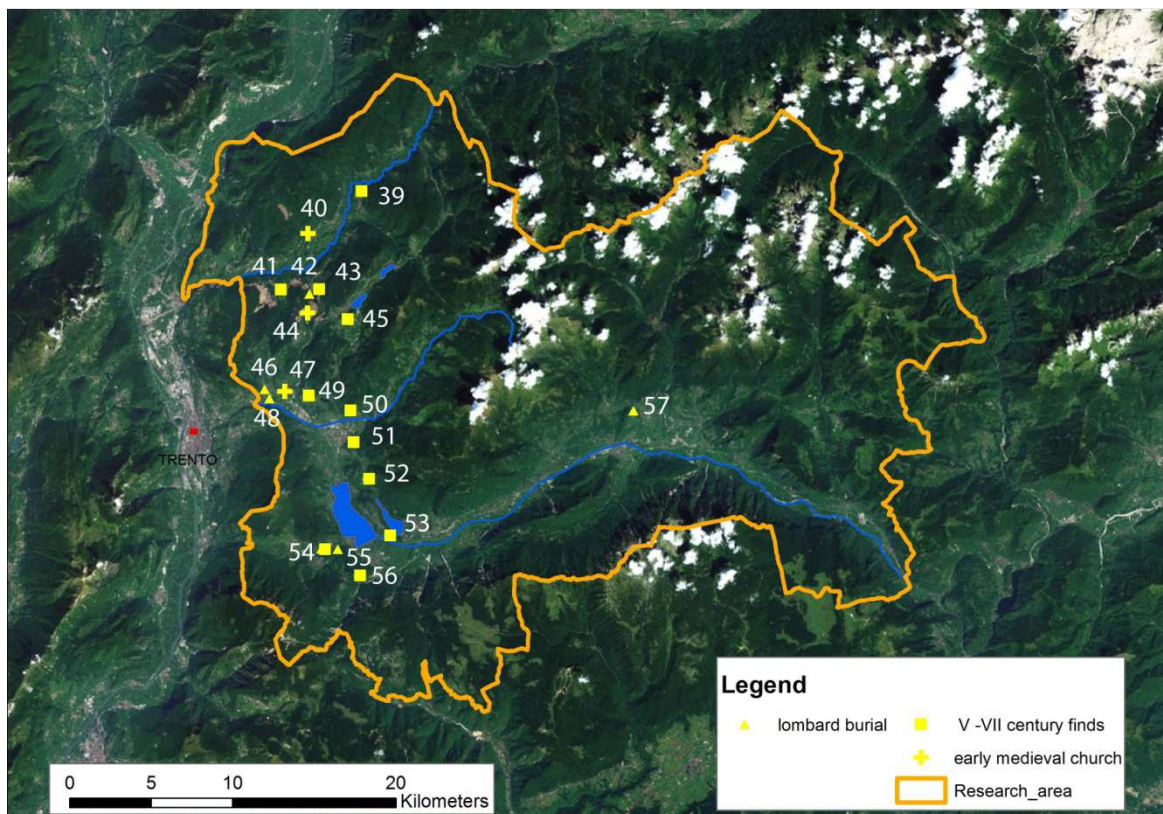 39
40
41 42 43
44 45
46 47 49
48 50
51
TRENTO
52
57
53
54 55
56
Legend
lombard burial
V -VII century finds
early medieval church
Research_area
0 5 10 20
Kilometers